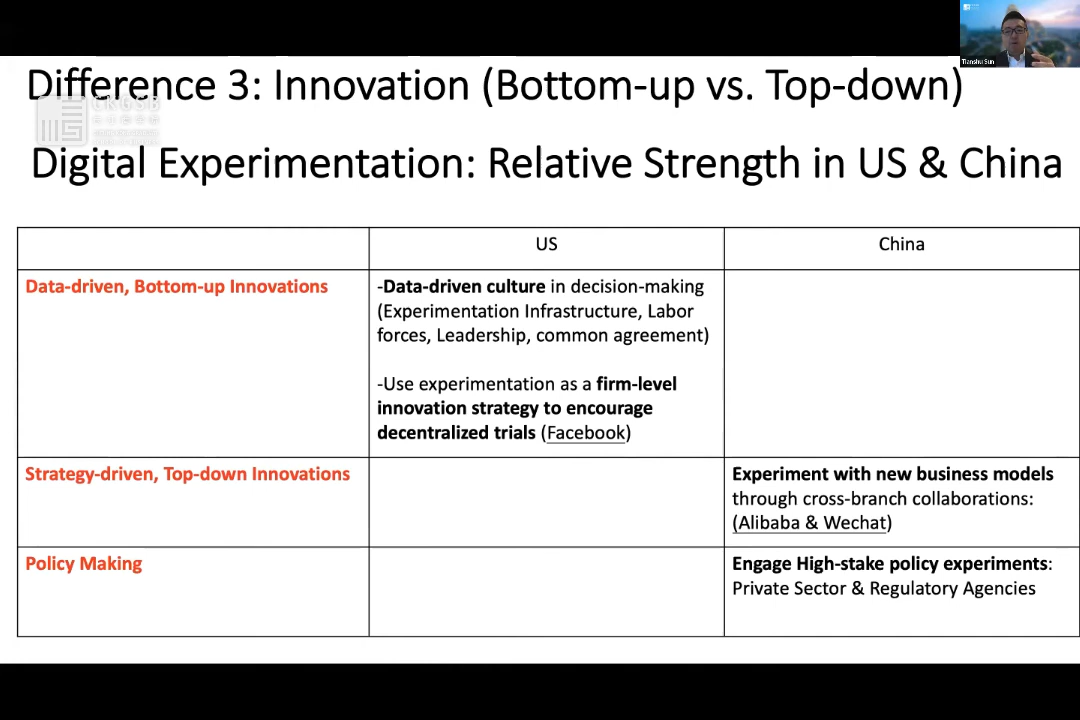 Tianshu Sun
Difference 3: Innovation (Bottom-up vs. Top-down)
CKGSB
Digital Experimentation: Relative Strength in US & China
US
China
Data-driven, Bottom-up Innovations
-Data-driven culture in decision-making
(Experimentation Infrastructure, Labor
forces, Leadership, common agreement)
-Use experimentation as a firm-level
innovation strategy to encourage
decentralized trials (Facebook)
Strategy-driven, Top-down Innovations
Experiment with new business models
through cross-branch collaborations:
(Alibaba & Wechat)
Policy Making
Engage High-stake policy experiments:
Private Sector & Regulatory Agencies